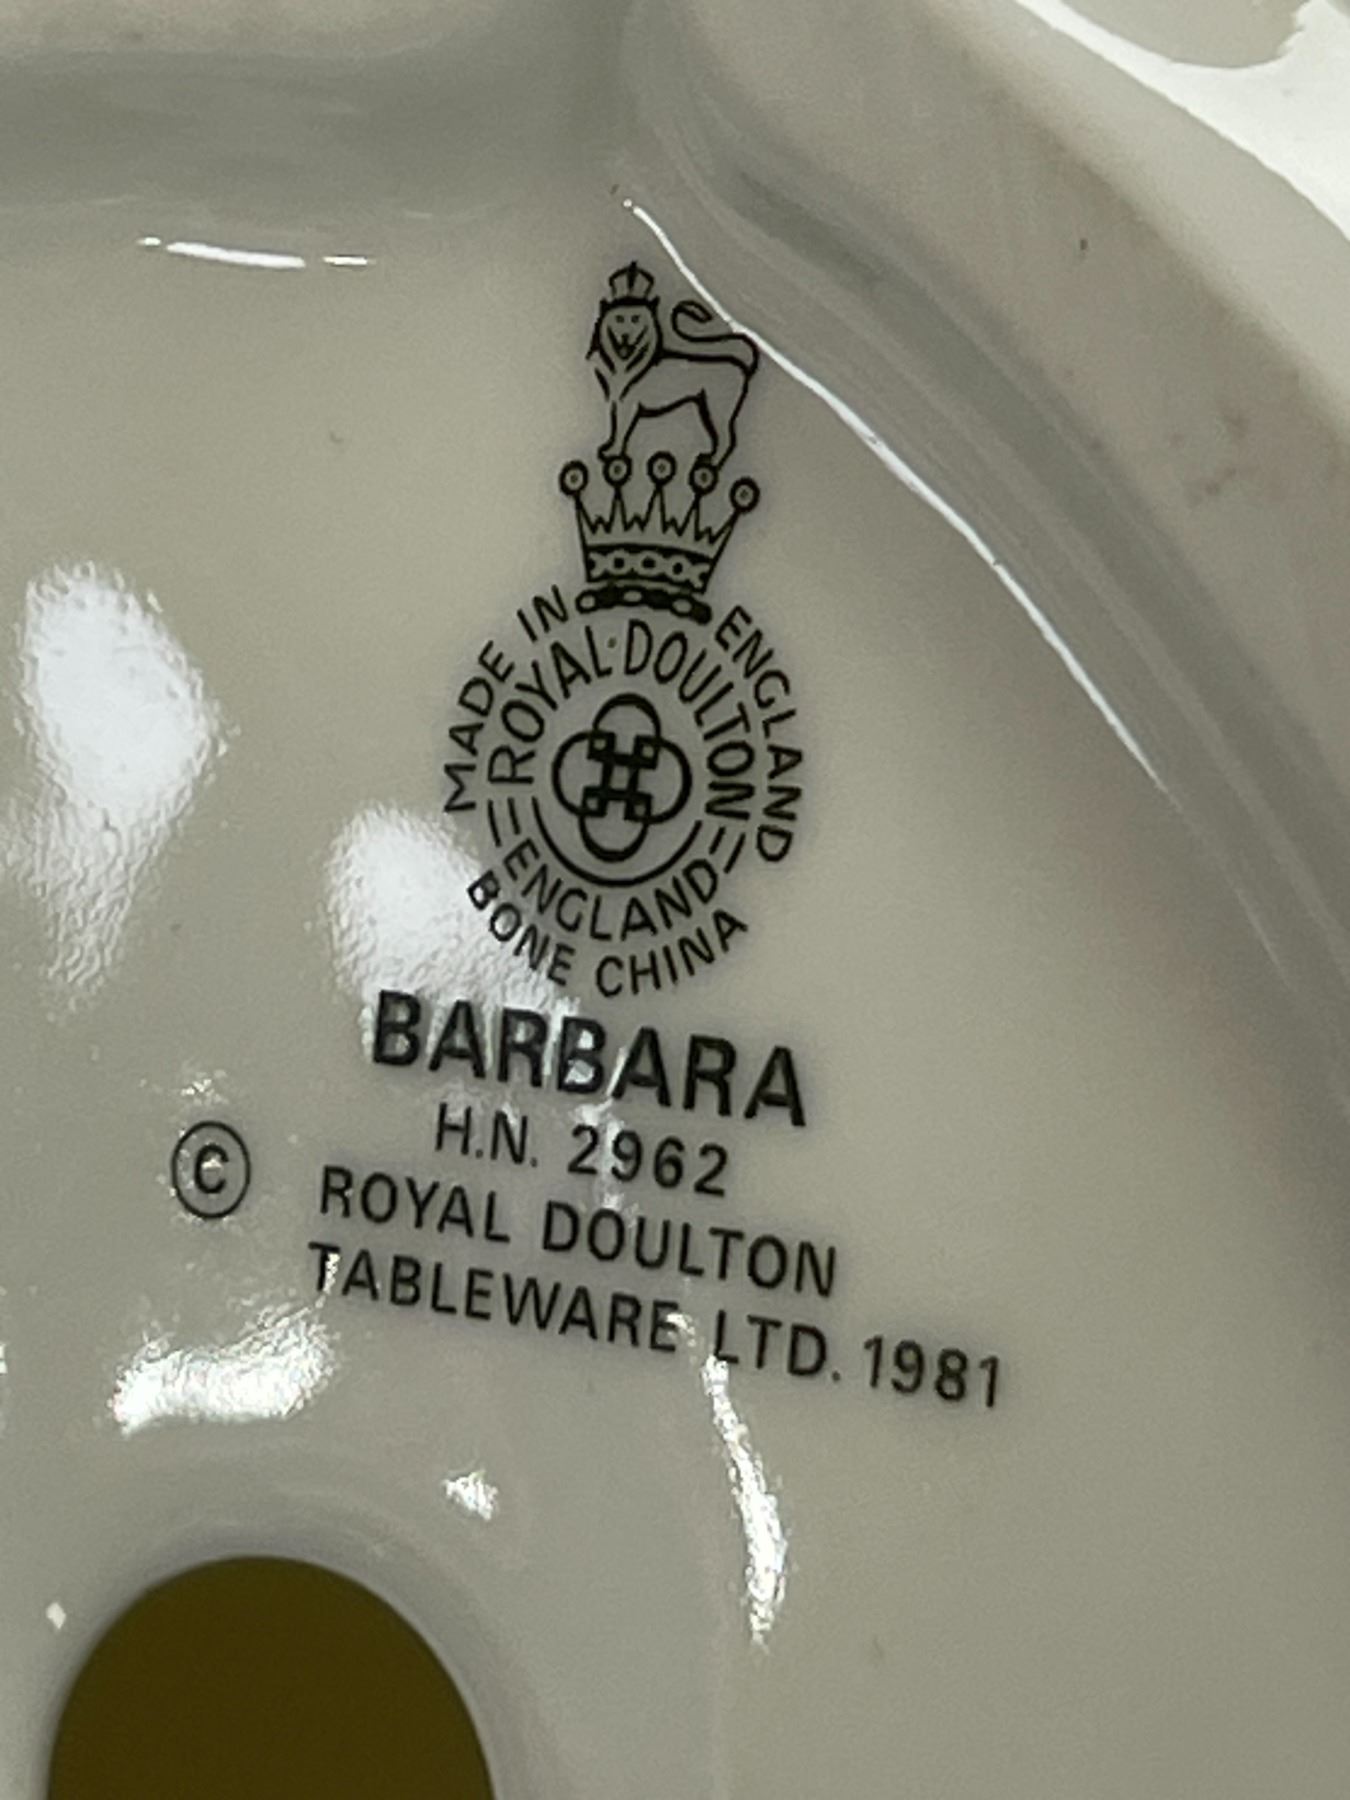 MADE IN ENGLAND
ROYAL·DOULTON
ENGLAND
BONE CHINA
BARBARA
H.N. 2962
© ROYAL DOULTON
TABLEWARE LTD. 1981